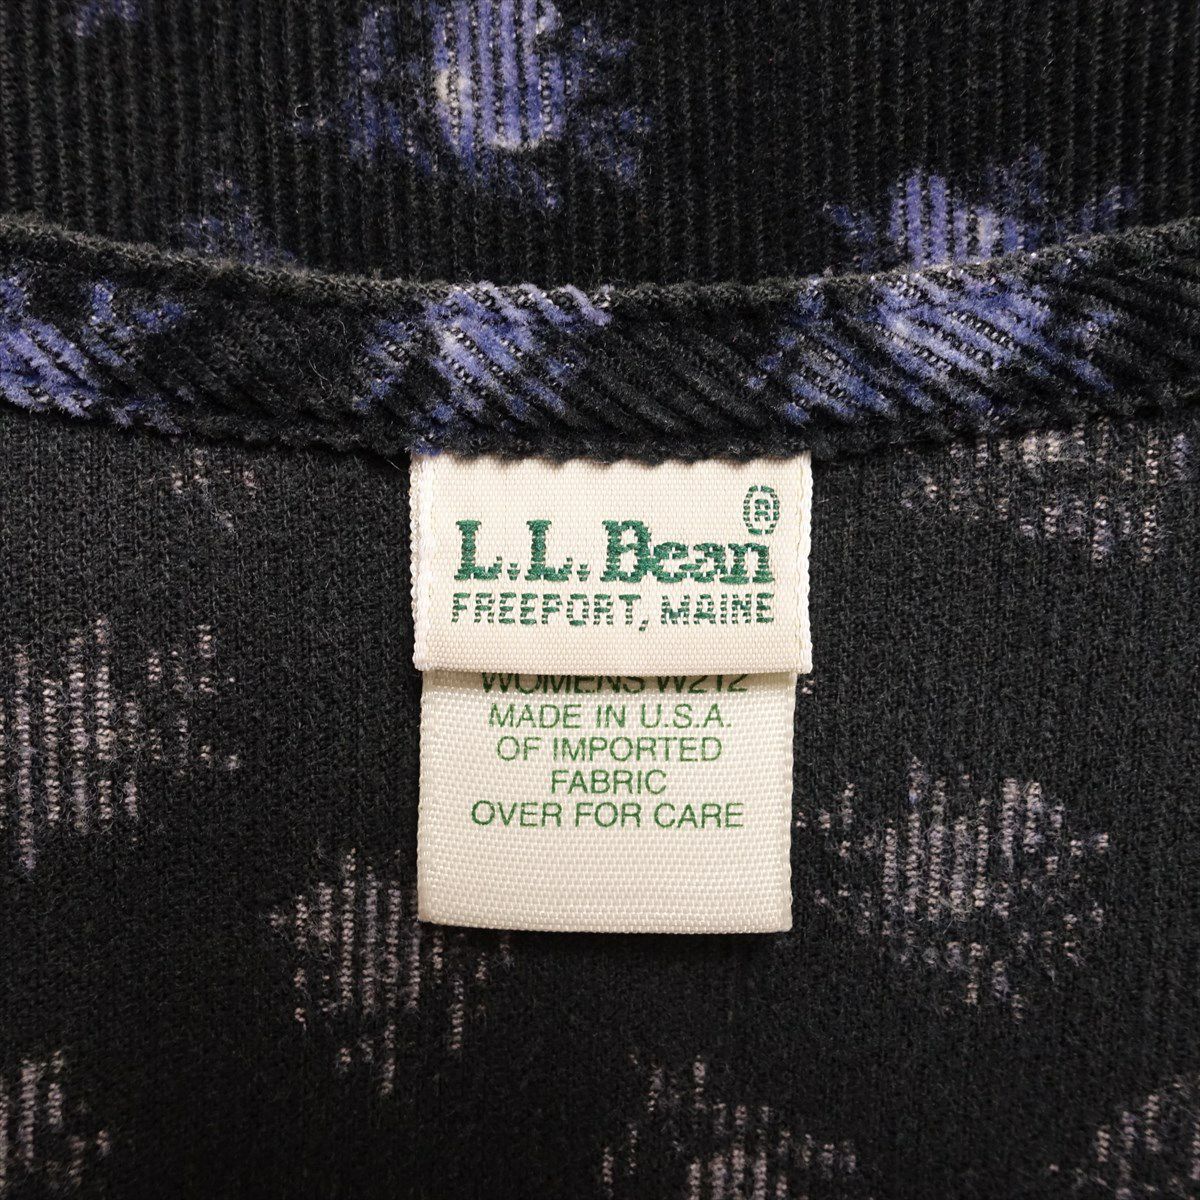 L.L.Bean®
FREEPORT, MAINE
WOMENS W212
MADE IN U.S.A.
OF IMPORTED
FABRIC
OVER FOR CARE